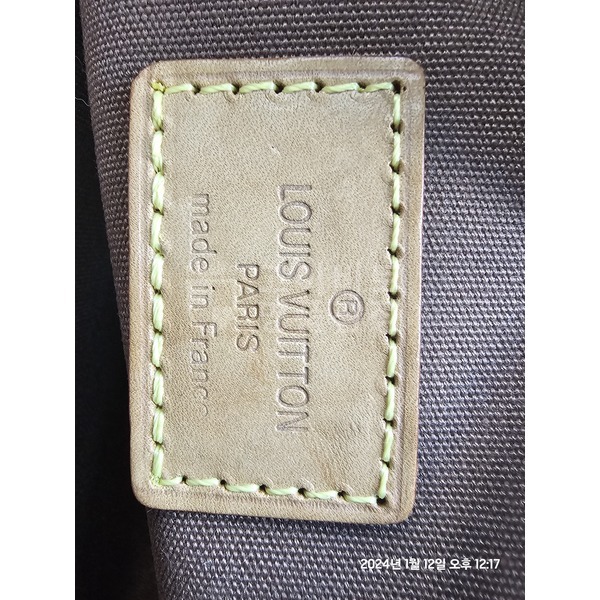 ®
LOUIS VUITTON
PARIS
made in Franc
2024년 1월 12일 오후 12:17